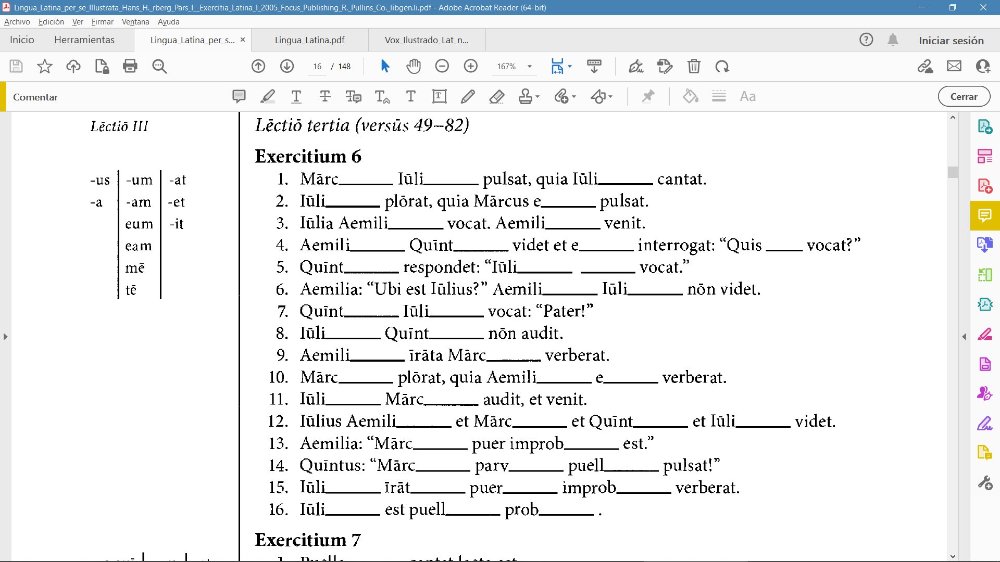 Lingua_Latina_per_se_Illustrata_Hans_H._rberg_Pars_I__Exercitia_Latina_I_2005_Focus_Publishing_R._Pullins_Co._libgen.li.pdf - Adobe Acrobat Reader (64-bit)
Archivo Edición Ver Firmar Ventana Ayuda
Inicio Herramientas Lingua_Latina_per_s... × Lingua_Latina.pdf Vox_Ilustrado_Lat_n... Iniciar sesión
16 / 148 167%
Comentar Cerrar
Lēctiō III
-us -um -at
-a -am -et
eum -it
eam
mē
tē
Lēctiō tertia (versūs 49–82)
Exercitium 6
1. Mārc______ Iūli______ pulsat, quia Iūli______ cantat.
2. Iūli______ plōrat, quia Mārcus e______ pulsat.
3. Iūlia Aemili______ vocat. Aemili______ venit.
4. Aemili______ Quīnt______ videt et e______ interrogat: “Quis ____ vocat?”
5. Quīnt______ respondet: “Iūli______ ______ vocat.”
6. Aemilia: “Ubi est Iūlius?” Aemili______ Iūli______ nōn videt.
7. Quīnt______ Iūli______ vocat: “Pater!”
8. Iūli______ Quīnt______ nōn audit.
9. Aemili______ īrāta Mārc______ verberat.
10. Mārc______ plōrat, quia Aemili______ e______ verberat.
11. Iūli______ Mārc______ audit, et venit.
12. Iūlius Aemili______ et Mārc______ et Quīnt______ et Iūli______ videt.
13. Aemilia: “Mārc______ puer improb______ est.”
14. Quīntus: “Mārc______ parv______ puell______ pulsat!”
15. Iūli______ īrāt______ puer______ improb______ verberat.
16. Iūli______ est puell______ prob______ .
Exercitium 7